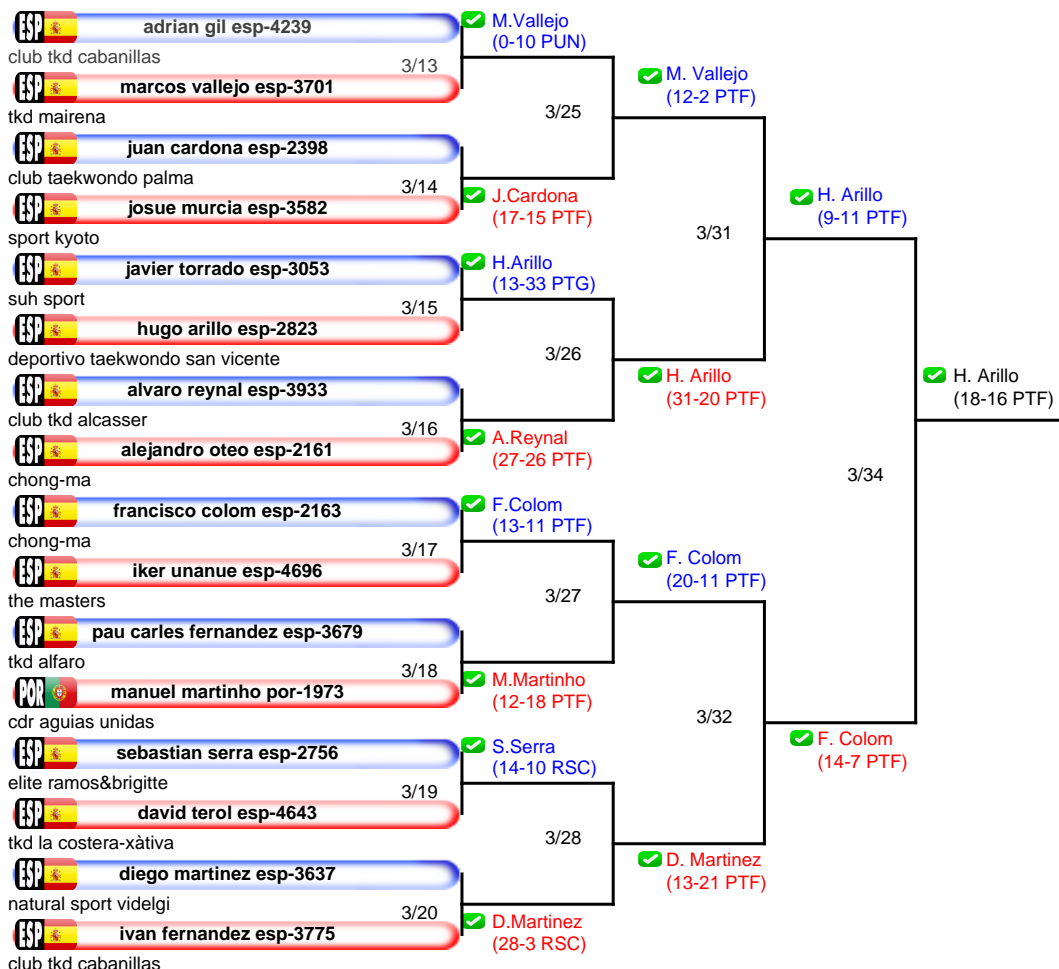 ESP adrian gil esp-4239
club tkd cabanillas
3/13
ESP marcos vallejo esp-3701
tkd mairena
ESP juan cardona esp-2398
club taekwondo palma
3/14
ESP josue murcia esp-3582
sport kyoto
ESP javier torrado esp-3053
suh sport
3/15
ESP hugo arillo esp-2823
deportivo taekwondo san vicente
ESP alvaro reynal esp-3933
club tkd alcasser
3/16
ESP alejandro oteo esp-2161
chong-ma
ESP francisco colom esp-2163
chong-ma
3/17
ESP iker unanue esp-4696
the masters
ESP pau carles fernandez esp-3679
tkd alfaro
3/18
POR manuel martinho por-1973
cdr aguias unidas
ESP sebastian serra esp-2756
elite ramos&brigitte
3/19
ESP david terol esp-4643
tkd la costera-xàtiva
ESP diego martinez esp-3637
natural sport videlgi
3/20
ESP ivan fernandez esp-3775
club tkd cabanillas
M.Vallejo
(0-10 PUN)
3/25
J.Cardona
(17-15 PTF)
H.Arillo
(13-33 PTG)
3/26
A.Reynal
(27-26 PTF)
F.Colom
(13-11 PTF)
3/27
M.Martinho
(12-18 PTF)
S.Serra
(14-10 RSC)
3/28
D.Martinez
(28-3 RSC)
M. Vallejo
(12-2 PTF)
3/31
H. Arillo
(31-20 PTF)
F. Colom
(20-11 PTF)
3/32
D. Martinez
(13-21 PTF)
H. Arillo
(9-11 PTF)
3/34
F. Colom
(14-7 PTF)
H. Arillo
(18-16 PTF)